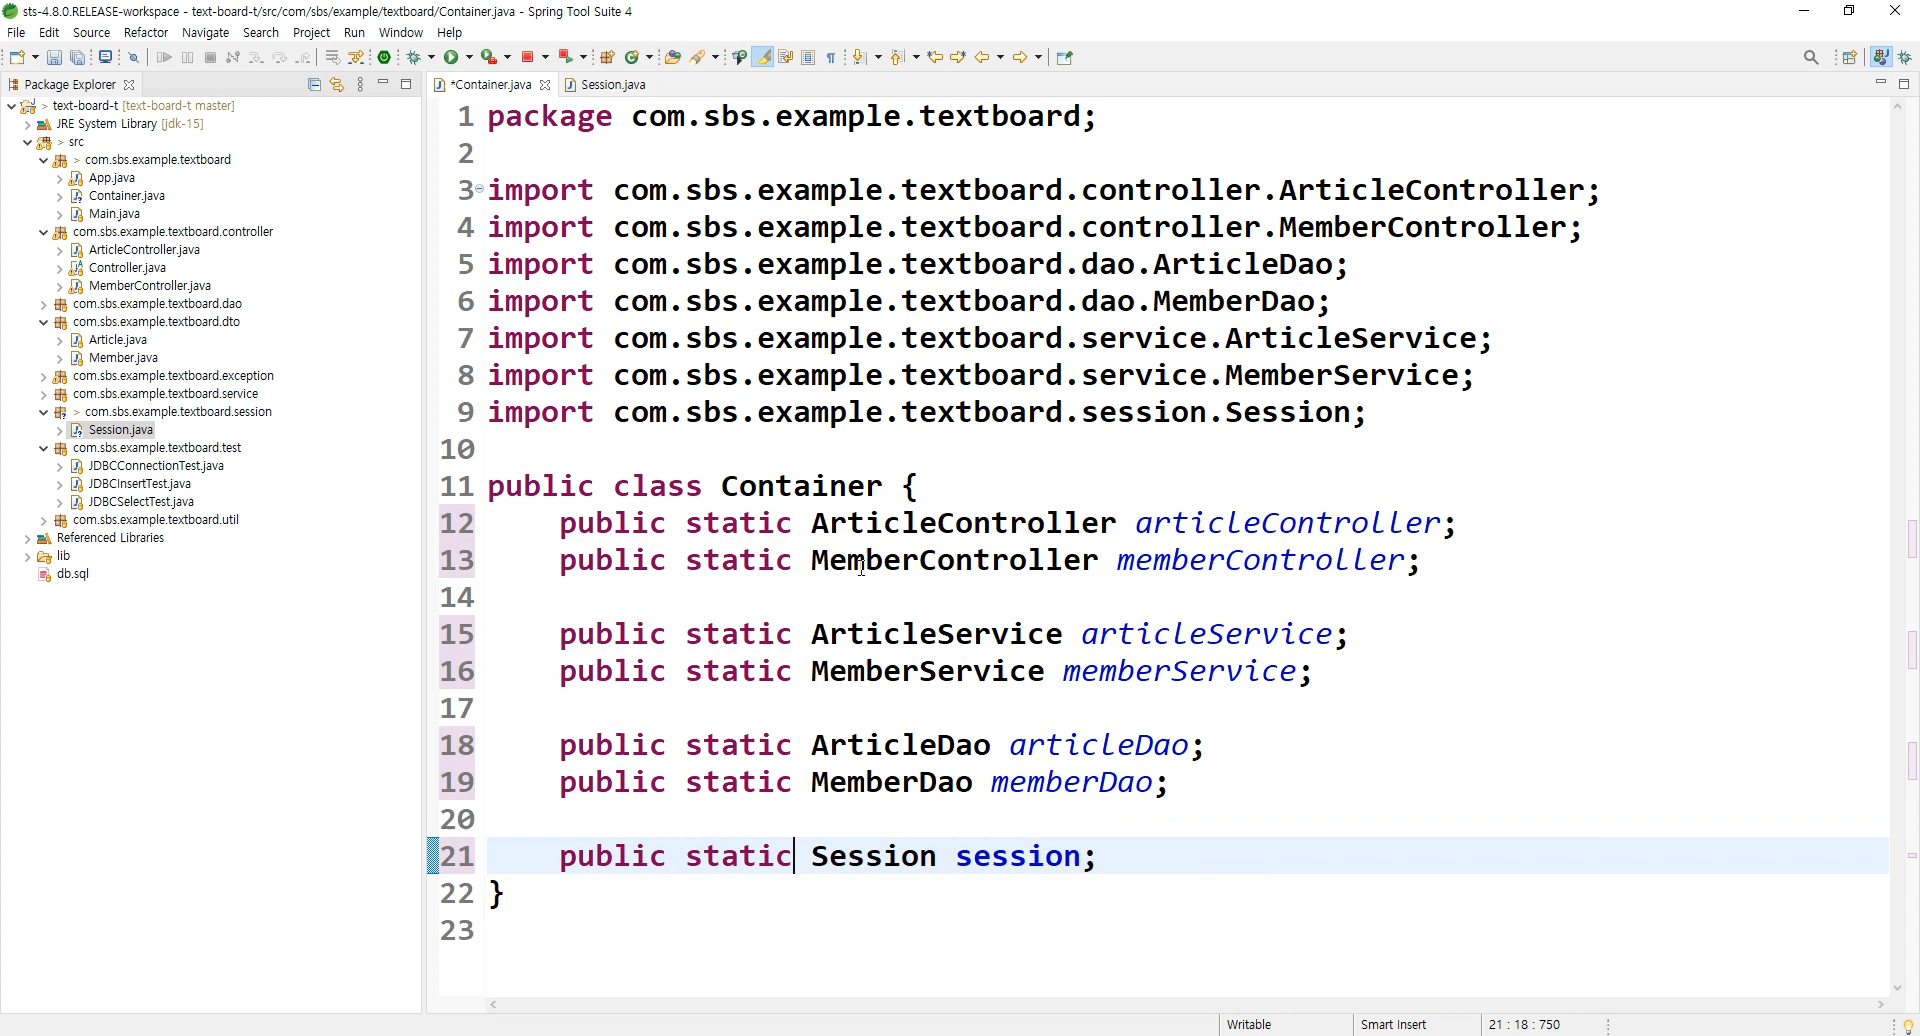 sts-4.8.0.RELEASE-workspace - text-board-t/src/com/sbs/example/textboard/Container.java - Spring Tool Suite 4
File Edit Source Refactor Navigate Search Project Run Window Help
Package Explorer
text-board-t [text-board-t master]
JRE System Library [jdk-15]
> src
> com.sbs.example.textboard
App.java
Container.java
Main.java
com.sbs.example.textboard.controller
ArticleController.java
Controller.java
MemberController.java
com.sbs.example.textboard.dao
com.sbs.example.textboard.dto
Article.java
Member.java
com.sbs.example.textboard.exception
com.sbs.example.textboard.service
> com.sbs.example.textboard.session
Session.java
com.sbs.example.textboard.test
JDBCConnectionTest.java
JDBCInsertTest.java
JDBCSelectTest.java
com.sbs.example.textboard.util
Referenced Libraries
lib
db.sql
*Container.java Session.java
1 package com.sbs.example.textboard;
2
3 import com.sbs.example.textboard.controller.ArticleController;
4 import com.sbs.example.textboard.controller.MemberController;
5 import com.sbs.example.textboard.dao.ArticleDao;
6 import com.sbs.example.textboard.dao.MemberDao;
7 import com.sbs.example.textboard.service.ArticleService;
8 import com.sbs.example.textboard.service.MemberService;
9 import com.sbs.example.textboard.session.Session;
10
11 public class Container {
12 public static ArticleController articleController;
13 public static MemberController memberController;
14
15 public static ArticleService articleService;
16 public static MemberService memberService;
17
18 public static ArticleDao articleDao;
19 public static MemberDao memberDao;
20
21 public static Session session;
22 }
23
Writable Smart Insert 21 : 18 : 750